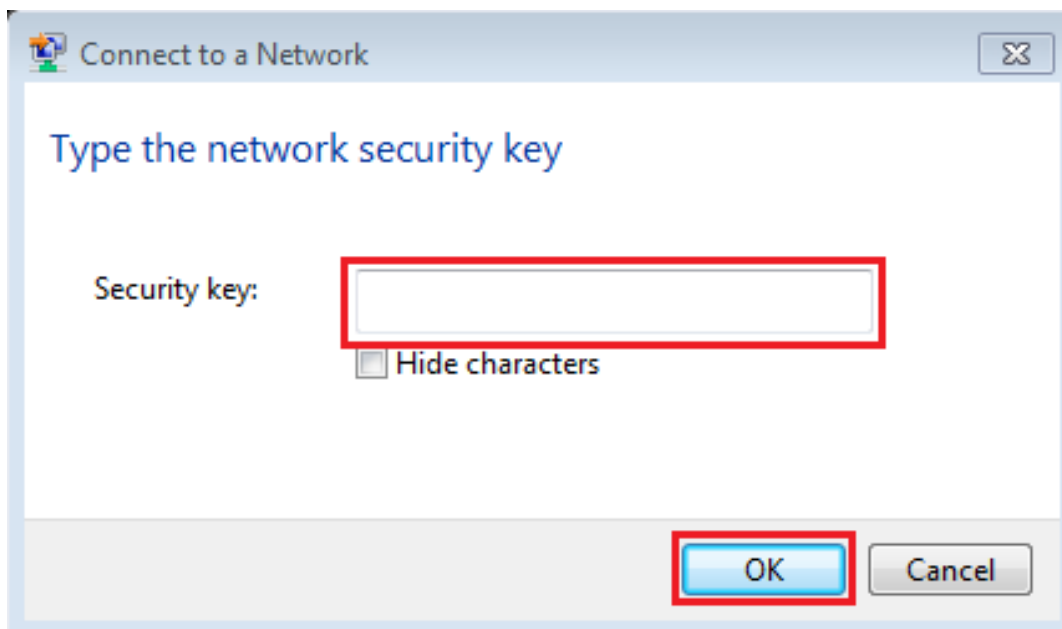 Connect to a Network
Type the network security key
Security key:
Hide characters
OK Cancel